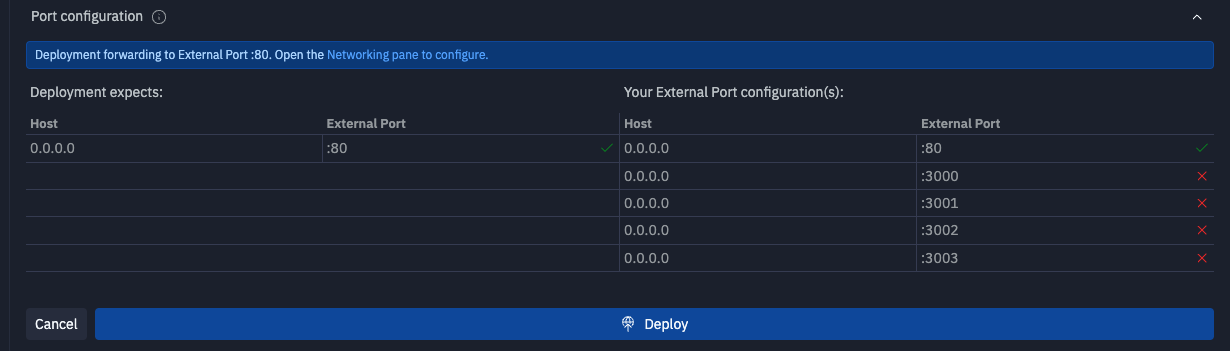 Port configuration
Deployment forwarding to External Port :80. Open the Networking pane to configure.
Deployment expects:
Your External Port configuration(s):
Host External Port Host External Port
0.0.0.0 :80 0.0.0.0 :80
0.0.0.0 :3000
0.0.0.0 :3001
0.0.0.0 :3002
0.0.0.0 :3003
Cancel
Deploy